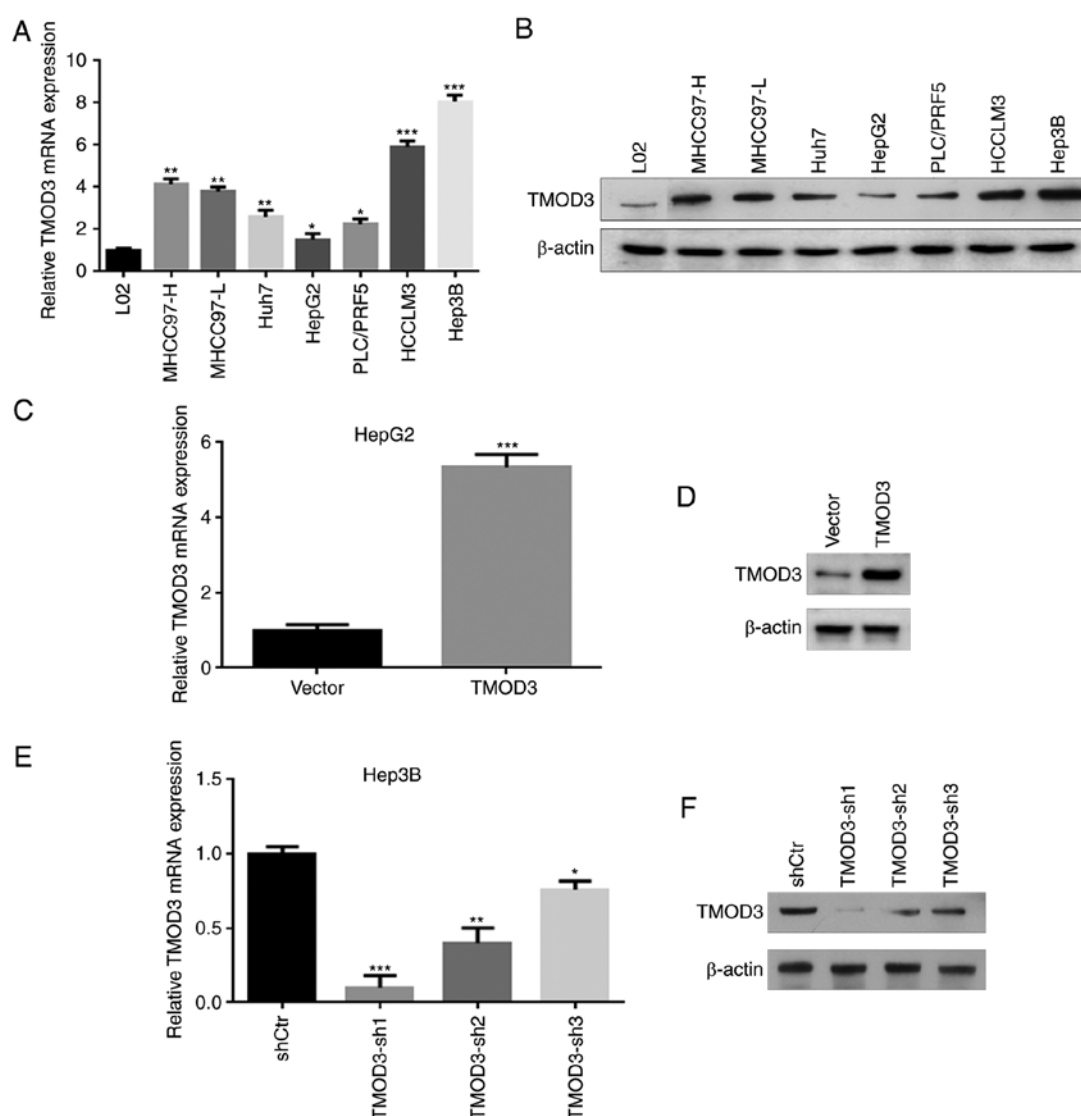 A
Relative TMOD3 mRNA expression
10
8
6
4
2
0
**
**
**
*
*
***
***
L02
MHCC97-H
MHCC97-L
Huh7
HepG2
PLC/PRF5
HCCLM3
Hep3B
B
L02
MHCC97-H
MHCC97-L
Huh7
HepG2
PLC/PRF5
HCCLM3
Hep3B
TMOD3
β-actin
C
HepG2
Relative TMOD3 mRNA expression
6
4
2
0
***
Vector
TMOD3
D
Vector
TMOD3
TMOD3
β-actin
E
Hep3B
Relative TMOD3 mRNA expression
1.5
1.0
0.5
0.0
***
**
*
shCtr
TMOD3-sh1
TMOD3-sh2
TMOD3-sh3
F
shCtr
TMOD3-sh1
TMOD3-sh2
TMOD3-sh3
TMOD3
β-actin